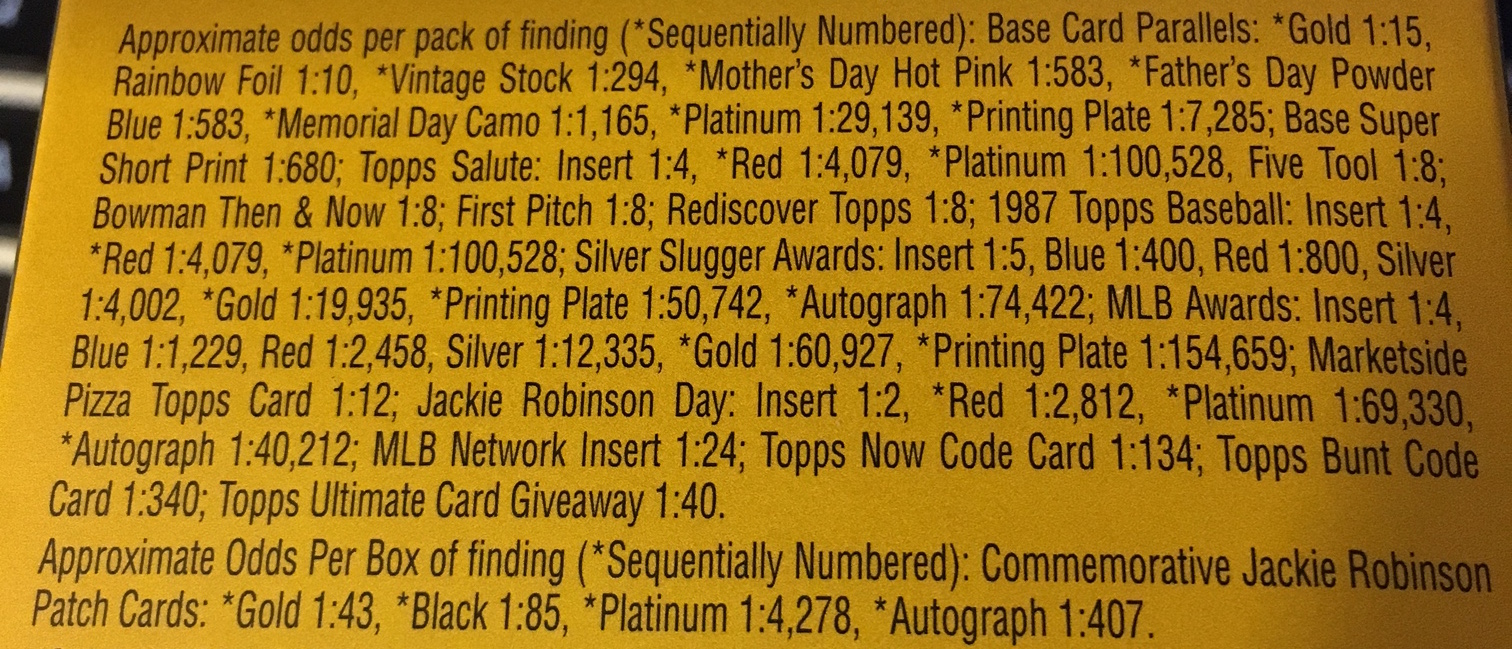 Approximate odds per pack of finding (*Sequentially Numbered): Base Card Parallels: *Gold 1:15,
Rainbow Foil 1:10, *Vintage Stock 1:294, *Mother's Day Hot Pink 1:583, *Father's Day Powder
Blue 1:583, *Memorial Day Camo 1:1,165, *Platinum 1:29,139, *Printing Plate 1:7,285; Base Super
Short Print 1:680; Topps Salute: Insert 1:4, *Red 1:4,079, *Platinum 1:100,528, Five Tool 1:8;
Bowman Then & Now 1:8; First Pitch 1:8; Rediscover Topps 1:8; 1987 Topps Baseball: Insert 1:4,
*Red 1:4,079, *Platinum 1:100,528; Silver Slugger Awards: Insert 1:5, Blue 1:400, Red 1:800, Silver
1:4,002, *Gold 1:19,935, *Printing Plate 1:50,742, *Autograph 1:74,422; MLB Awards: Insert 1:4,
Blue 1:1,229, Red 1:2,458, Silver 1:12,335, *Gold 1:60,927, *Printing Plate 1:154,659; Marketside
Pizza Topps Card 1:12; Jackie Robinson Day: Insert 1:2, *Red 1:2,812, *Platinum 1:69,330,
*Autograph 1:40,212; MLB Network Insert 1:24; Topps Now Code Card 1:134; Topps Bunt Code
Card 1:340; Topps Ultimate Card Giveaway 1:40.
Approximate Odds Per Box of finding (*Sequentially Numbered): Commemorative Jackie Robinson
Patch Cards: *Gold 1:43, *Black 1:85, *Platinum 1:4,278, *Autograph 1:407.